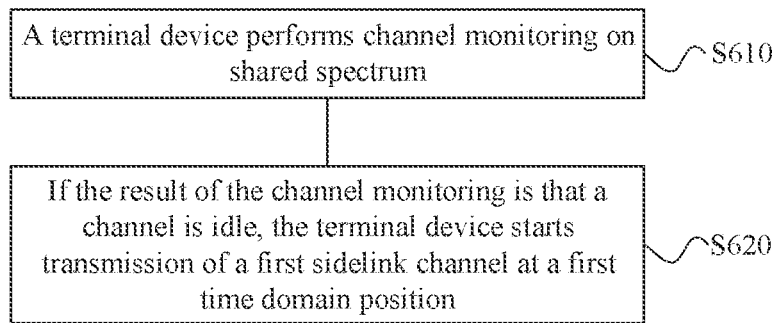 A terminal device performs channel monitoring on
shared spectrum
S610
If the result of the channel monitoring is that a
channel is idle, the terminal device starts
transmission of a first sidelink channel at a first
time domain position
S620